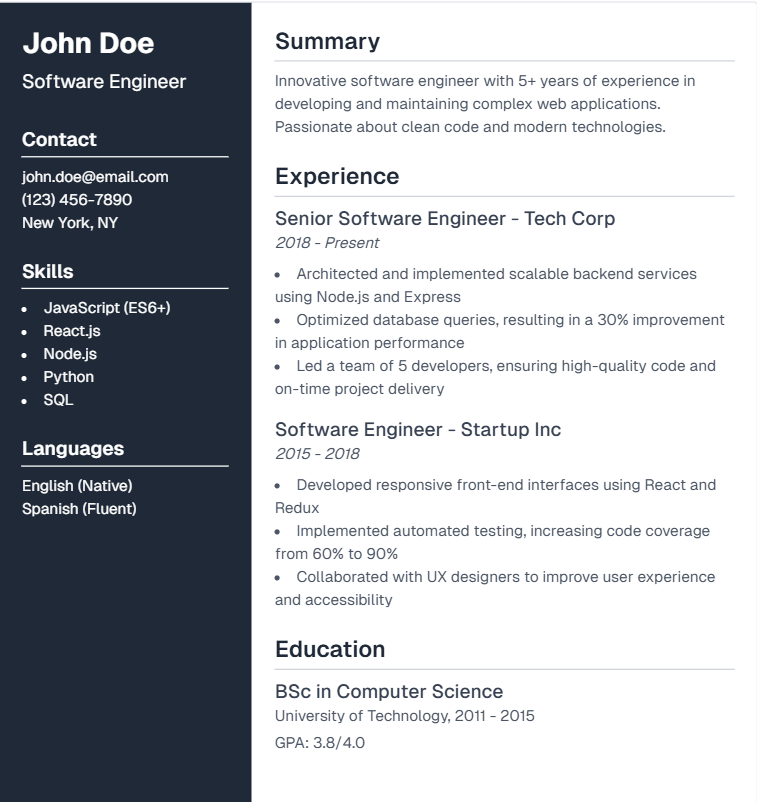 John Doe
Software Engineer
Contact
john.doe@email.com
(123) 456-7890
New York, NY
Skills
• JavaScript (ES6+)
• React.js
• Node.js
• Python
• SQL
Languages
English (Native)
Spanish (Fluent)
Summary
Innovative software engineer with 5+ years of experience in
developing and maintaining complex web applications.
Passionate about clean code and modern technologies.
Experience
Senior Software Engineer - Tech Corp
2018 - Present
• Architected and implemented scalable backend services
using Node.js and Express
• Optimized database queries, resulting in a 30% improvement
in application performance
• Led a team of 5 developers, ensuring high-quality code and
on-time project delivery
Software Engineer - Startup Inc
2015 - 2018
• Developed responsive front-end interfaces using React and
Redux
• Implemented automated testing, increasing code coverage
from 60% to 90%
• Collaborated with UX designers to improve user experience
and accessibility
Education
BSc in Computer Science
University of Technology, 2011 - 2015
GPA: 3.8/4.0